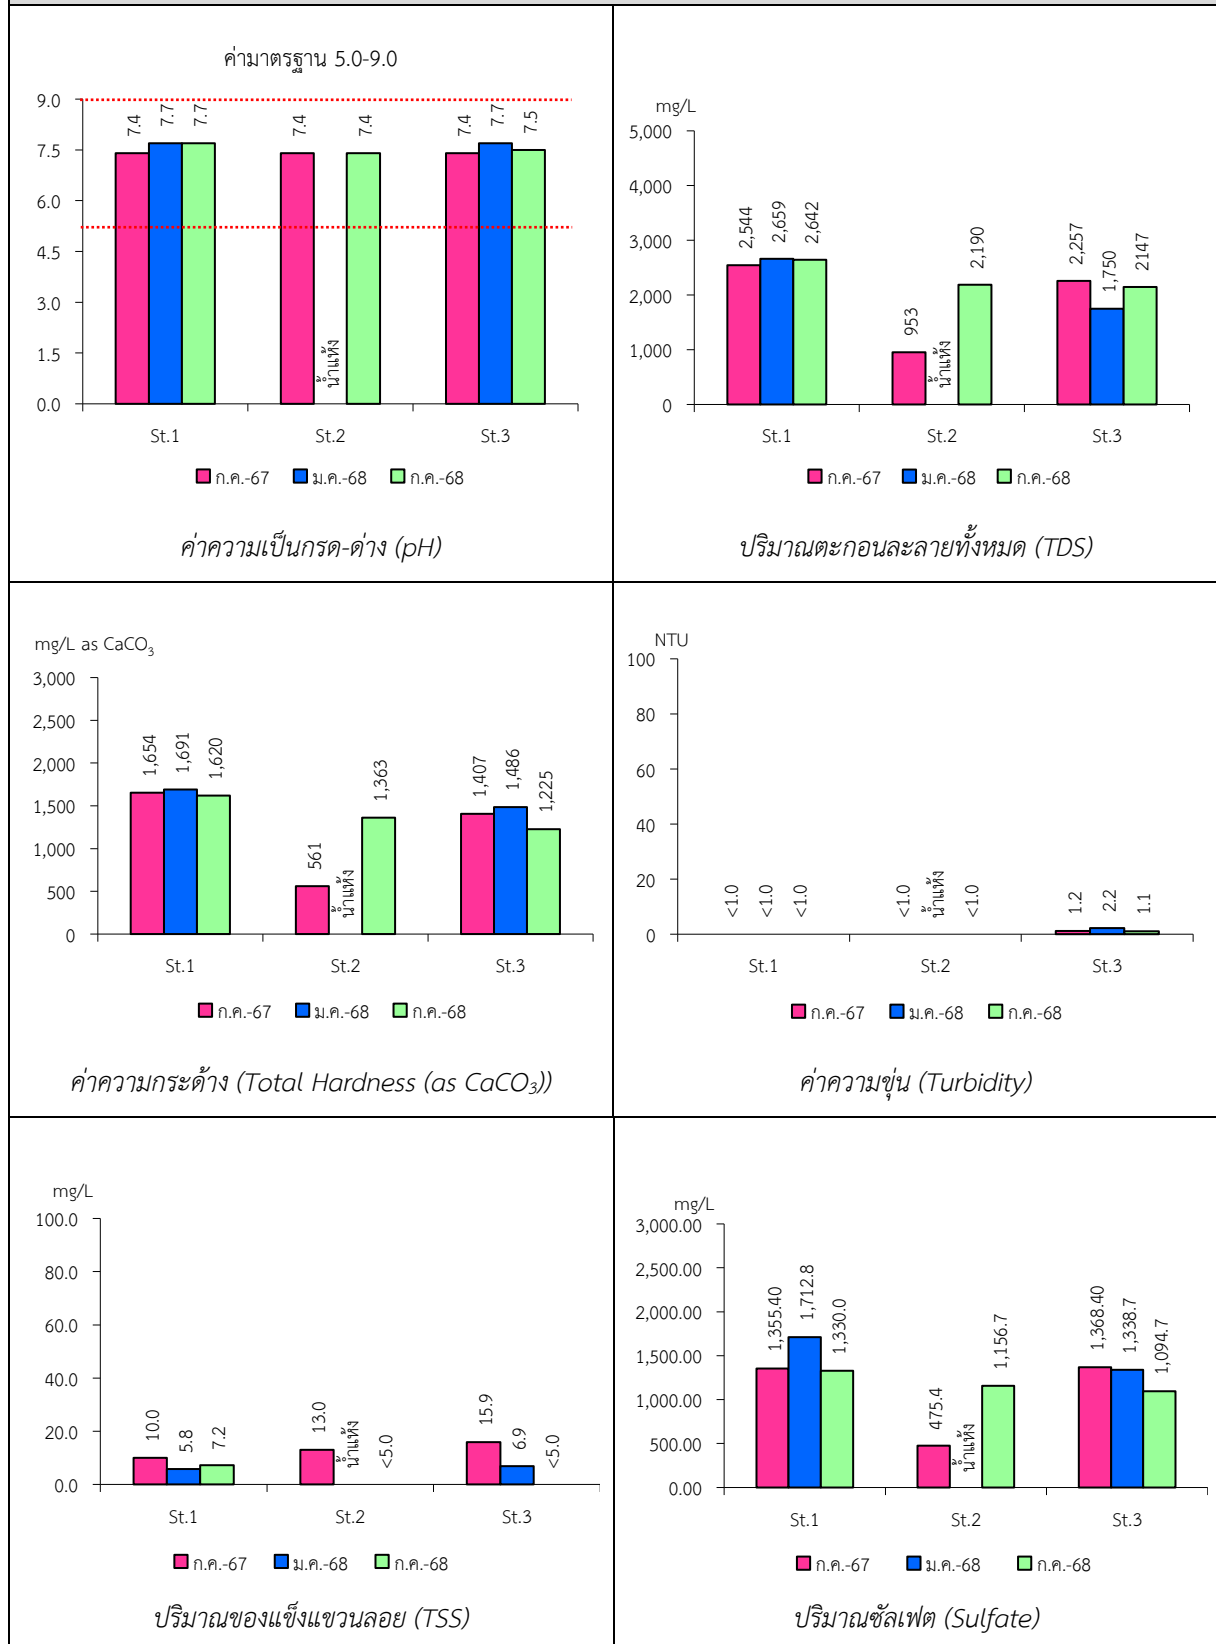 ค่ามาตรฐาน 5.0-9.0
9.0
7.5
6.0
4.5
3.0
1.5
0.0
7.4
7.7
7.7
7.4
น้ำแห้ง
7.4
7.4
7.7
7.5
St.1 St.2 St.3
ก.ค.-67 ม.ค.-68 ก.ค.-68
ค่าความเป็นกรด-ด่าง (pH)
mg/L
5,000
4,000
3,000
2,000
1,000
0
2,544
2,659
2,642
953
น้ำแห้ง
2,190
2,257
1,750
2147
St.1 St.2 St.3
ก.ค.-67 ม.ค.-68 ก.ค.-68
ปริมาณตะกอนละลายทั้งหมด (TDS)
mg/L as CaCO₃
3,000
2,500
2,000
1,500
1,000
500
0
1,654
1,691
1,620
561
น้ำแห้ง
1,363
1,407
1,486
1,225
St.1 St.2 St.3
ก.ค.-67 ม.ค.-68 ก.ค.-68
ค่าความกระด้าง (Total Hardness (as CaCO₃))
NTU
100
80
60
40
20
0
<1.0
<1.0
<1.0
<1.0
น้ำแห้ง
<1.0
1.2
2.2
1.1
St.1 St.2 St.3
ก.ค.-67 ม.ค.-68 ก.ค.-68
ค่าความขุ่น (Turbidity)
mg/L
100.0
80.0
60.0
40.0
20.0
0.0
10.0
5.8
7.2
13.0
น้ำแห้ง
<5.0
15.9
6.9
<5.0
St.1 St.2 St.3
ก.ค.-67 ม.ค.-68 ก.ค.-68
ปริมาณของแข็งแขวนลอย (TSS)
mg/L
3,000.00
2,500.00
2,000.00
1,500.00
1,000.00
500.00
0.00
1,355.40
1,712.8
1,330.0
475.4
น้ำแห้ง
1,156.7
1,368.40
1,338.7
1,094.7
St.1 St.2 St.3
ก.ค.-67 ม.ค.-68 ก.ค.-68
ปริมาณซัลเฟต (Sulfate)